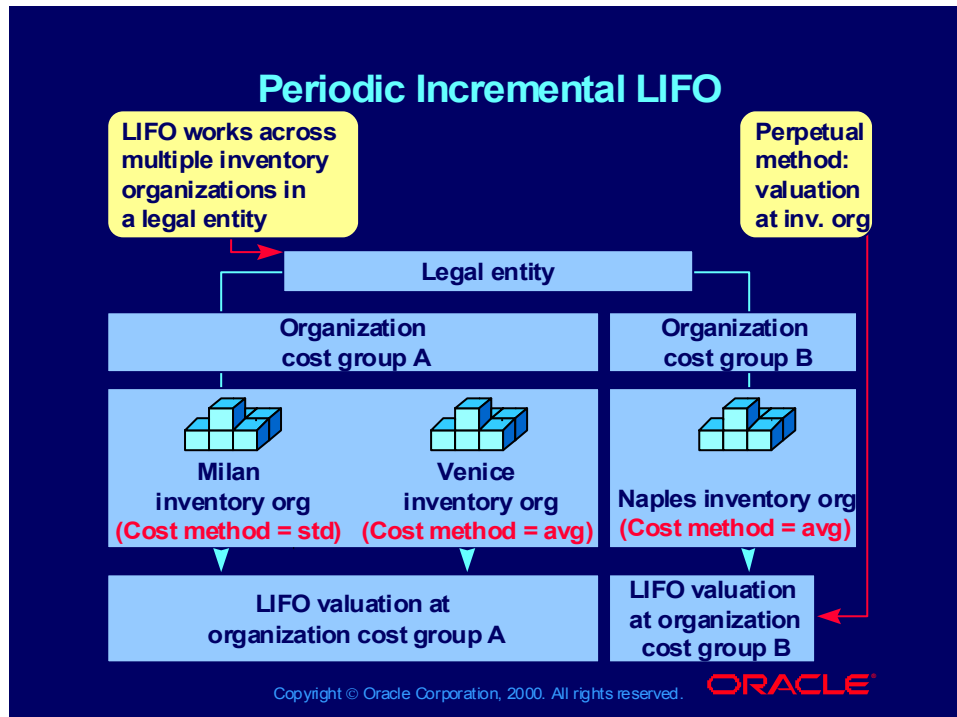 Periodic Incremental LIFO
LIFO works across
multiple inventory
organizations in
a legal entity
Perpetual
method:
valuation
at inv. org
Legal entity
Organization
cost group A
Organization
cost group B
Milan
inventory org
(Cost method = std)
Venice
inventory org
(Cost method = avg)
Naples inventory org
(Cost method = avg)
LIFO valuation at
organization cost group A
LIFO valuation
at organization
cost group B
Copyright © Oracle Corporation, 2000. All rights reserved.
ORACLE®